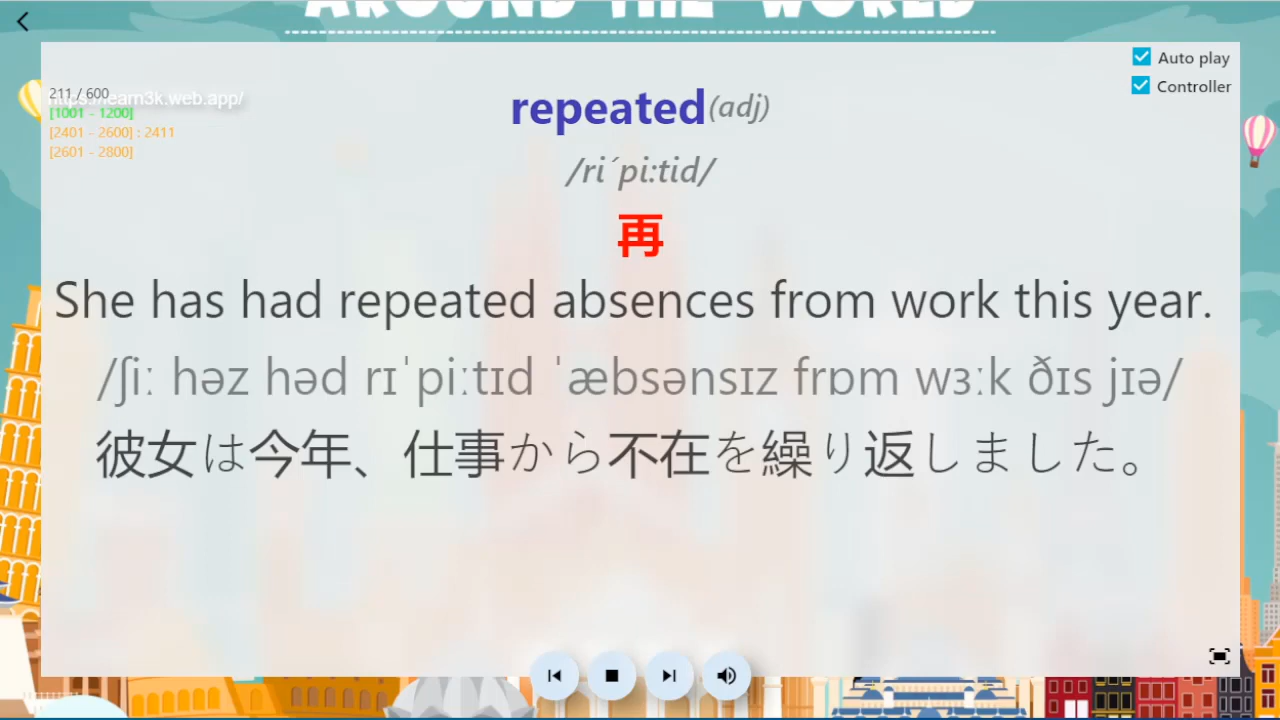 AROUND THE WORLD
Auto play
Controller
211 / 600
https://learn3k.web.app/
[1001 - 1200]
[2401 - 2600] : 2411
[2601 - 2800]
repeated(adj)
/ri´pi:tid/
再
She has had repeated absences from work this year.
/ʃiː həz həd rɪˈpiːtɪd ˈæbsənsɪz frɒm wɜːk ðɪs jɪə/
彼女は今年、仕事から不在を繰り返しました。